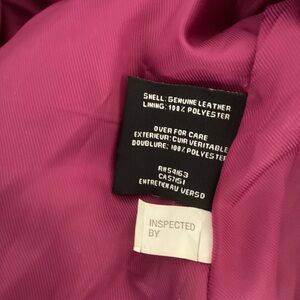 SHELL: GENUINE LEATHER
LINING: 100% POLYESTER
OVER FOR CARE
EXTERIEUR: CUIR VERITABLE
DOUBLURE: 100% POLYESTER
RN54163
CA57151
ENTRETIEN AU VERSO
INSPECTED
BY